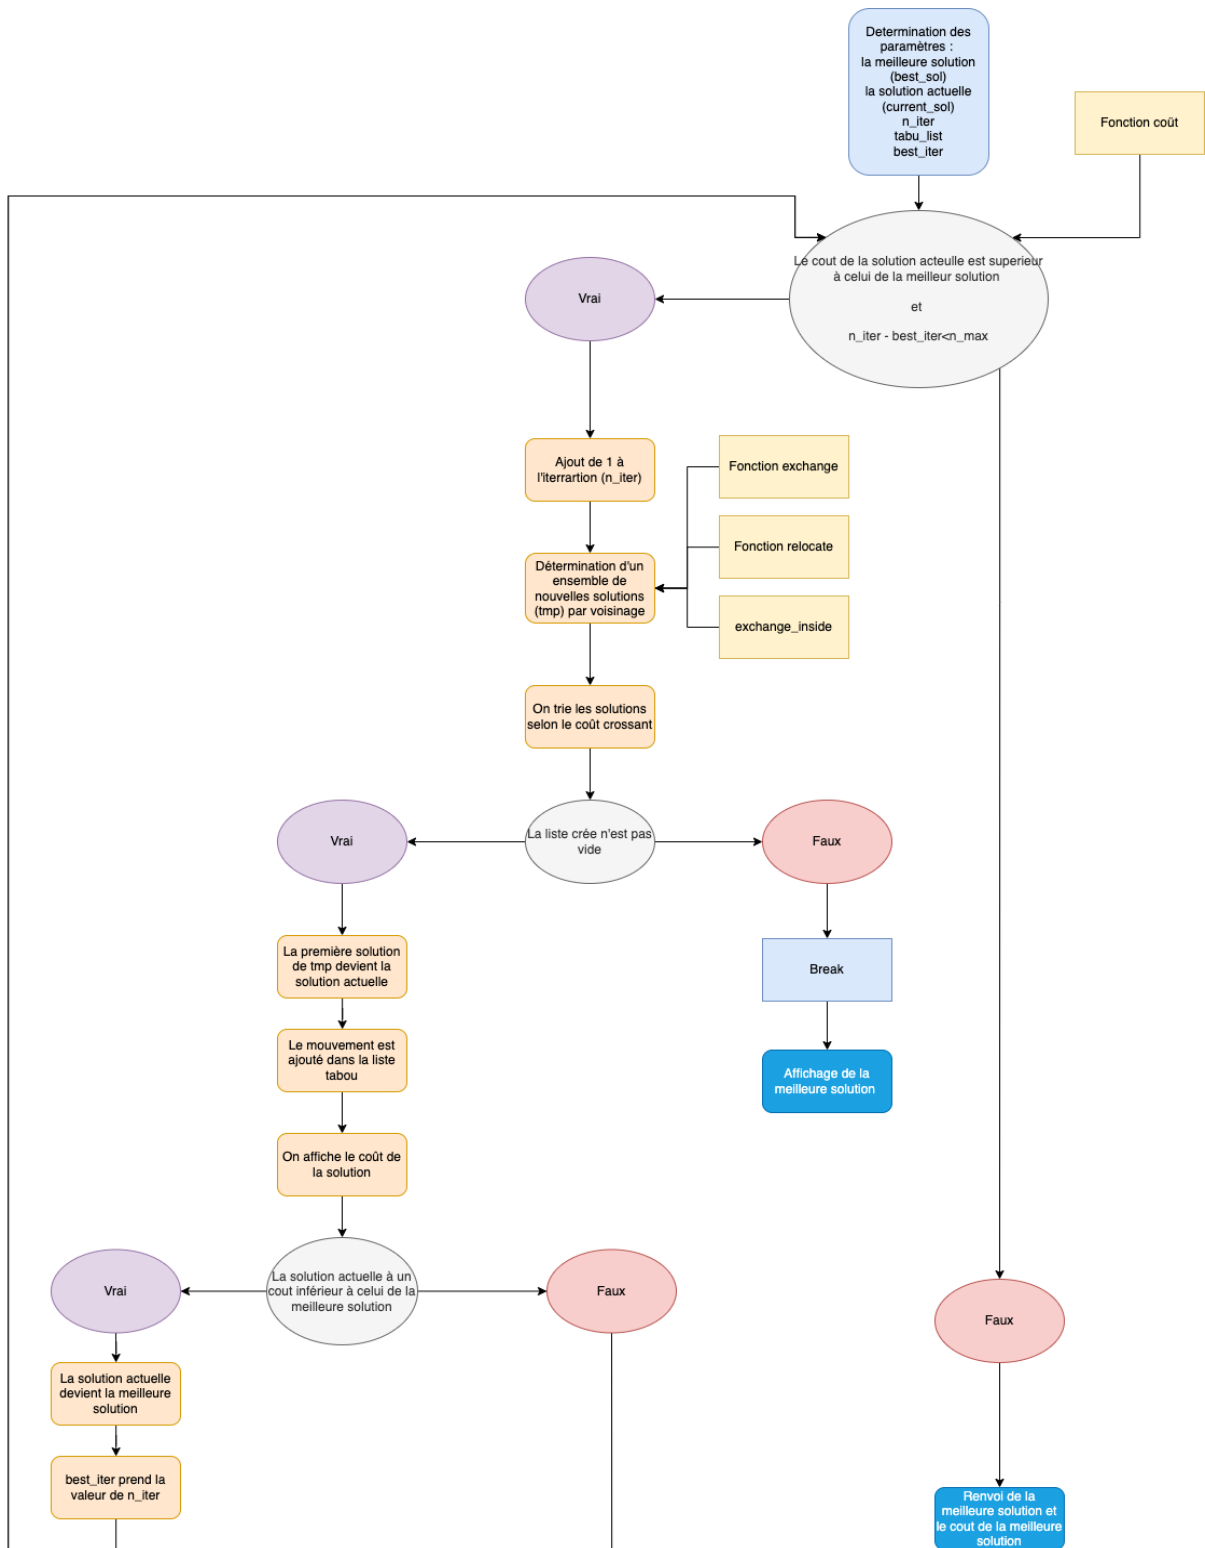 Determination des
paramètres :
la meilleure solution
(best_sol)
la solution actuelle
(current_sol)
n_iter
tabu_list
best_iter
Fonction coût
Le cout de la solution acteulle est superieur
à celui de la meilleur solution
et
n_iter - best_iter<n_max
Vrai
Ajout de 1 à
l'iterrartion (n_iter)
Fonction exchange
Fonction relocate
exchange_inside
Détermination d'un
ensemble de
nouvelles solutions
(tmp) par voisinage
On trie les solutions
selon le coût crossant
La liste crée n'est pas
vide
Vrai
Faux
La première solution
de tmp devient la
solution actuelle
Break
Le mouvement est
ajouté dans la liste
tabou
Affichage de la
meilleure solution
On affiche le coût de
la solution
La solution actuelle à un
cout inférieur à celui de la
meilleure solution
Vrai
Faux
Faux
La solution actuelle
devient la meilleure
solution
best_iter prend la
valeur de n_iter
Renvoi de la
meilleure solution et
le cout de la meilleure
solution